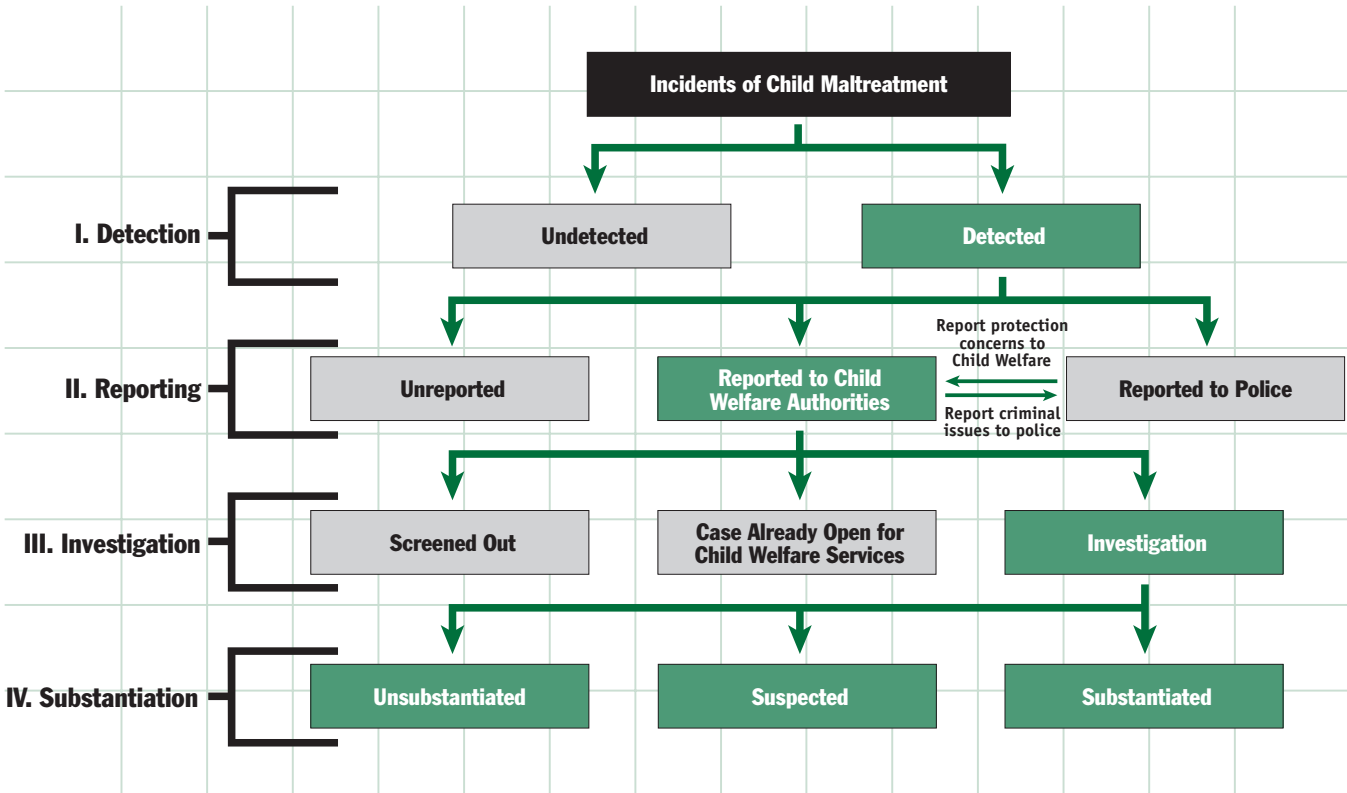 Incidents of Child Maltreatment
I. Detection
Undetected
Detected
II. Reporting
Unreported
Reported to Child
Welfare Authorities
Report protection
concerns to
Child Welfare
Report criminal
issues to police
Reported to Police
III. Investigation
Screened Out
Case Already Open for
Child Welfare Services
Investigation
IV. Substantiation
Unsubstantiated
Suspected
Substantiated